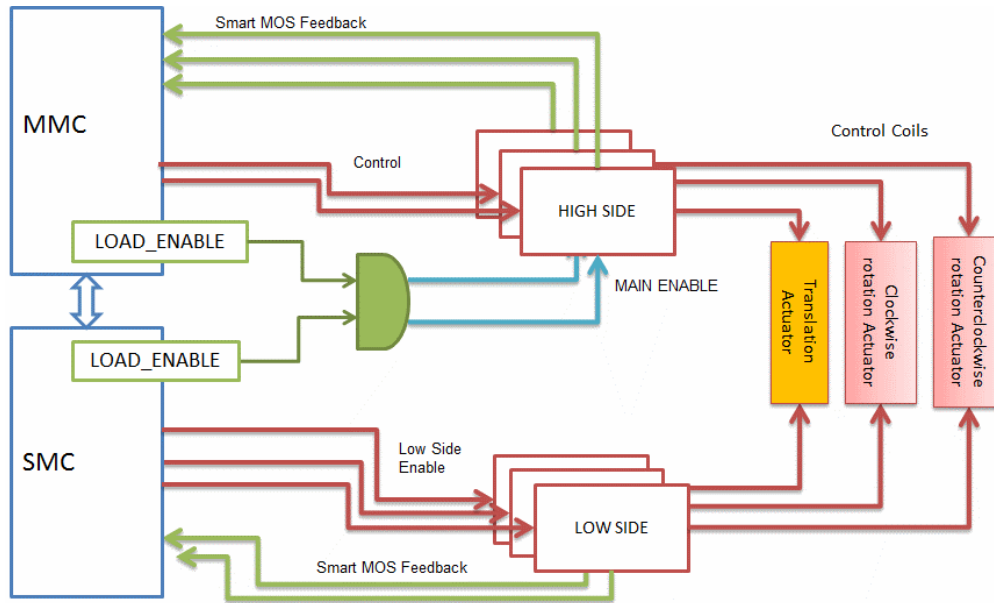 Smart MOS Feedback
MMC
Control
Control Coils
HIGH SIDE
LOAD_ENABLE
MAIN ENABLE
Translation
Actuator
Clockwise
rotation Actuator
Counterclockwise
rotation Actuator
LOAD_ENABLE
SMC
Low Side
Enable
LOW SIDE
Smart MOS Feedback